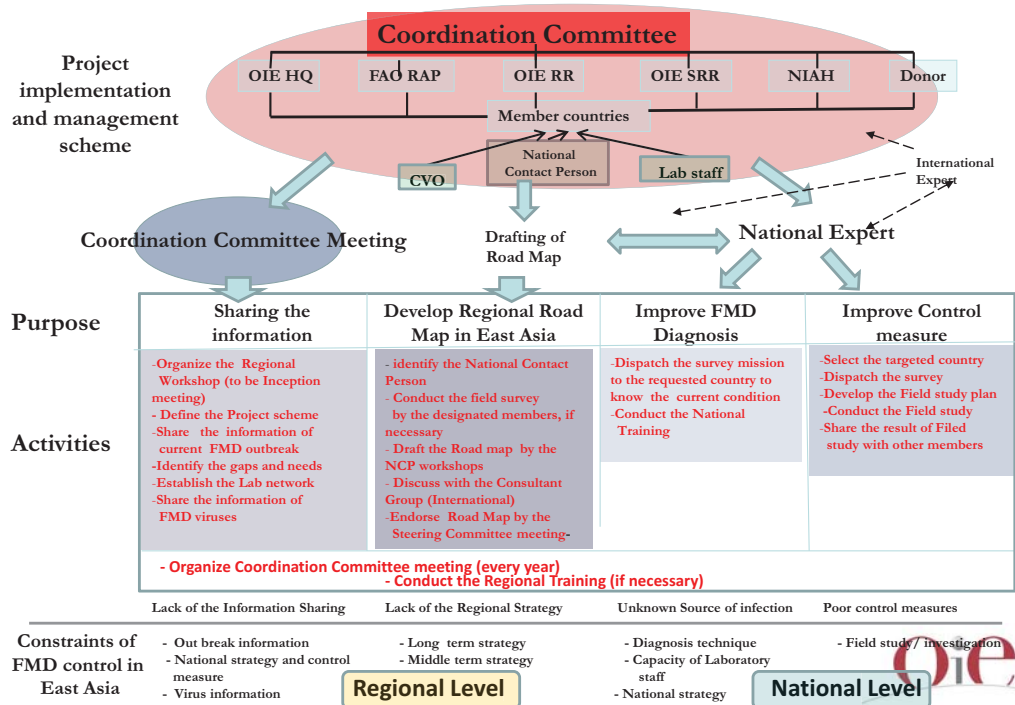 Coordination Committee
Project
implementation
and management
scheme
OIE HQ
FAO RAP
OIE RR
OIE SRR
NIAH
Donor
Member countries
CVO
National
Contact Person
Lab staff
International
Expert
Coordination Committee Meeting
Drafting of
Road Map
National Expert
Purpose
Sharing the
information
Develop Regional Road
Map in East Asia
Improve FMD
Diagnosis
Improve Control
measure
Activities
-Organize the Regional
Workshop (to be Inception
meeting)
- Define the Project scheme
-Share the information of
current FMD outbreak
-Identify the gaps and needs
-Establish the Lab network
-Share the information of
FMD viruses
- identify the National Contact
Person
- Conduct the field survey
by the designated members, if
necessary
- Draft the Road map by the
NCP workshops
- Discuss with the Consultant
Group (International)
-Endorse Road Map by the
Steering Committee meeting-
-Dispatch the survey mission
to the requested country to
know the current condition
-Conduct the National
Training
-Select the targeted country
-Dispatch the survey
-Develop the Field study plan
-Conduct the Field study
-Share the result of Filed
study with other members
- Organize Coordination Committee meeting (every year)
- Conduct the Regional Training (if necessary)
Lack of the Information Sharing
Lack of the Regional Strategy
Unknown Source of infection
Poor control measures
Constraints of
FMD control in
East Asia
- Out break information
- National strategy and control
measure
- Virus information
- Long term strategy
- Middle term strategy
- Diagnosis technique
- Capacity of Laboratory
staff
- National strategy
- Field study/ investigation
Regional Level
National Level
oie